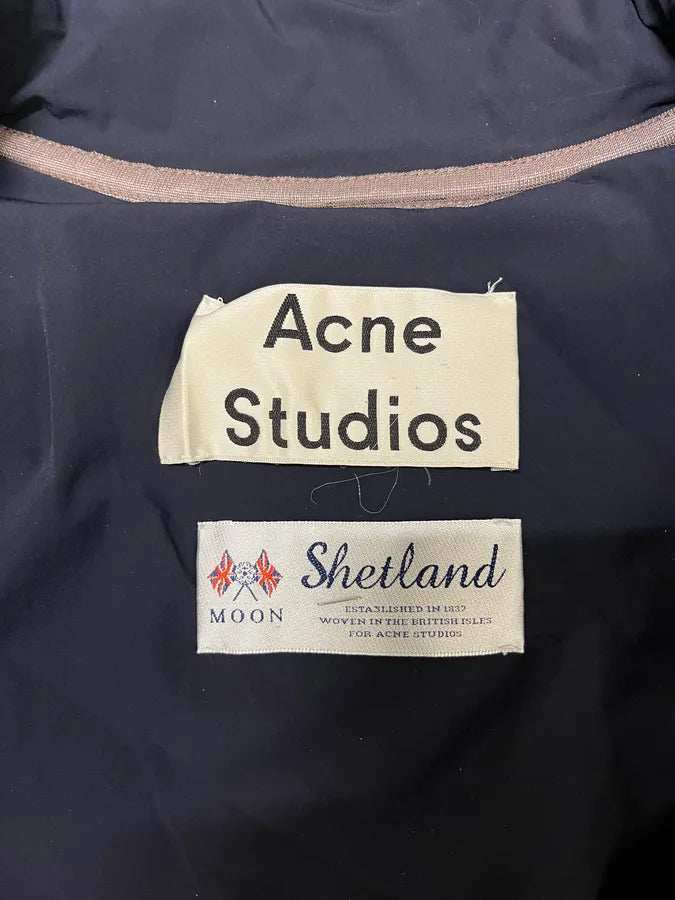 Acne
Studios
Shetland
MOON
ESTABLISHED IN 1837
WOVEN IN THE BRITISH ISLES
FOR ACNE STUDIOS